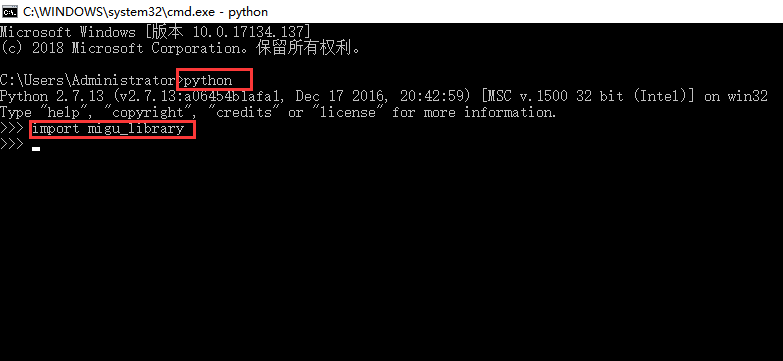 C:\WINDOWS\system32\cmd.exe - python
Microsoft Windows [版本 10.0.17134.137]
(c) 2018 Microsoft Corporation。保留所有权利。
C:\Users\Administrator>python
Python 2.7.13 (v2.7.13:a06454b1afa1, Dec 17 2016, 20:42:59) [MSC v.1500 32 bit (Intel)] on win32
Type "help", "copyright", "credits" or "license" for more information.
>>> import migu_library
>>>